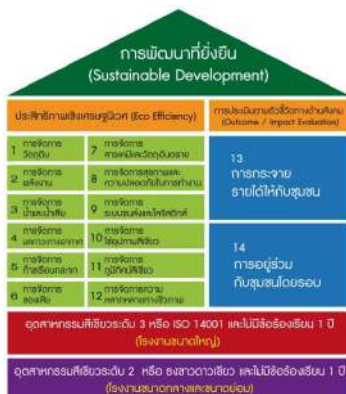 การพัฒนาที่ยั่งยืน
(Sustainable Development)
ประสิทธิภาพเชิงเศรษฐนิเวศ (Eco Efficiency)
การประเมินตามตัวชี้วัดทางด้านสังคม
(Outcome / Impact Evaluation)
1 การจัดการ
วัตถุดิบ
2 การจัดการ
พลังงาน
3 การจัดการ
น้ำและน้ำเสีย
4 การจัดการ
มลภาวะทางอากาศ
5 การจัดการ
ก๊าซเรือนกระจก
6 การจัดการ
ของเสีย
7 การจัดการ
สารเคมีและวัตถุอันตราย
8 การจัดการสุขภาพและ
ความปลอดภัยในการทำงาน
9 การจัดการ
ระบบขนส่งและโลจิสติกส์
10 การจัดการ
โซ่อุปทานสีเขียว
11 การจัดการ
ภูมิทัศน์สีเขียว
12 การจัดการความ
หลากหลายทางชีวภาพ
13
การกระจาย
รายได้ให้กับชุมชน
14
การอยู่ร่วม
กับชุมชนโดยรอบ
อุตสาหกรรมสีเขียวระดับ 3 หรือ ISO 14001 และไม่มีข้อร้องเรียน 1 ปี
(โรงงานขนาดใหญ่)
อุตสาหกรรมสีเขียวระดับ 2 หรือ ธงขาวดาวเขียว และไม่มีข้อร้องเรียน 1 ปี
(โรงงานขนาดกลางและขนาดย่อม)